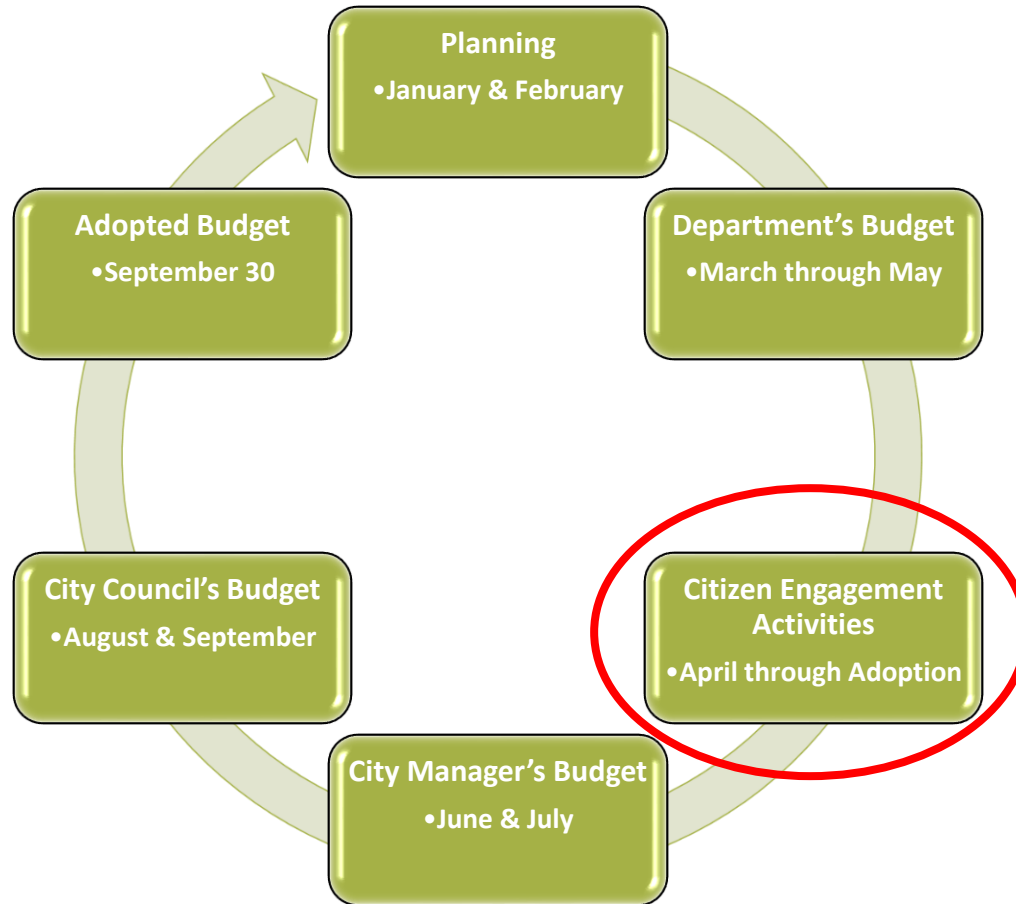 Planning
•January & February
Department’s Budget
•March through May
Citizen Engagement
Activities
•April through Adoption
City Manager’s Budget
•June & July
City Council’s Budget
•August & September
Adopted Budget
•September 30